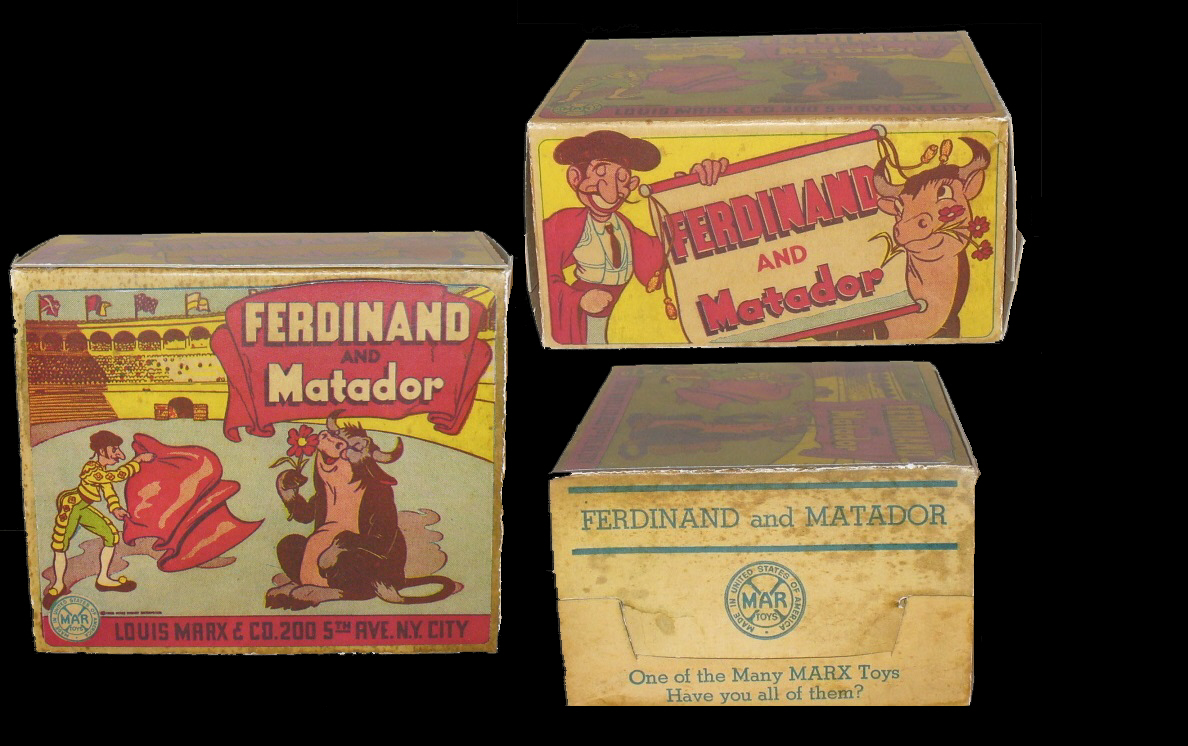 FERDINAND
AND
Matador
MAR
TOYS
LOUIS MARX & CO. 200 5TH AVE. N.Y. CITY
Matador
LOUIS MARX & CO. 200 5TH AVE. N.Y. CITY
FERDINAND
AND
Matador
FERDINAND and MATADOR
MADE IN UNITED STATES OF AMERICA
MAR
TOYS
One of the Many MARX Toys
Have you all of them?